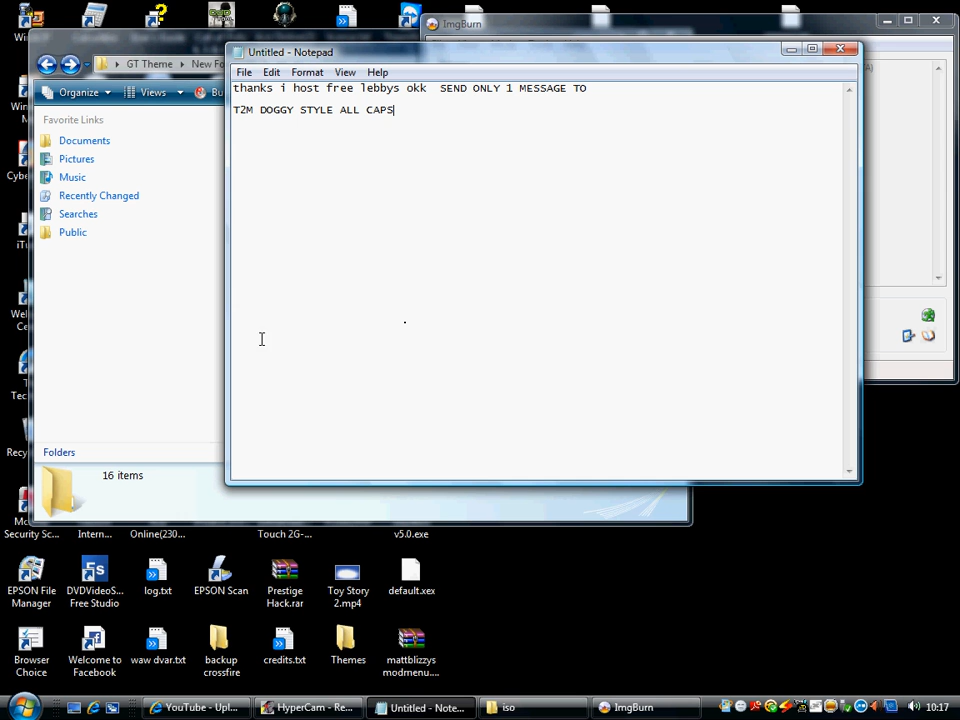 ImgBurn
Untitled - Notepad
GT Theme
New Fo
File Edit Format View Help
thanks i host free lebbys okk  SEND ONLY 1 MESSAGE TO
T2M DOGGY STYLE ALL CAPS
Organize
Views
Bu
Favorite Links
Documents
Pictures
Music
Recently Changed
Searches
Public
Folders
16 items
Security Sc...
Intern...
Online(230...
Touch 2G-...
v5.0.exe
EPSON File Manager
DVDVideoS... Free Studio
log.txt
EPSON Scan
Prestige Hack.rar
Toy Story 2.mp4
default.xex
Browser Choice
Welcome to Facebook
waw dvar.txt
backup crossfire
credits.txt
Themes
mattblizzys modmenu....
YouTube - Upl...
HyperCam - Re...
Untitled - Note...
iso
ImgBurn
10:17